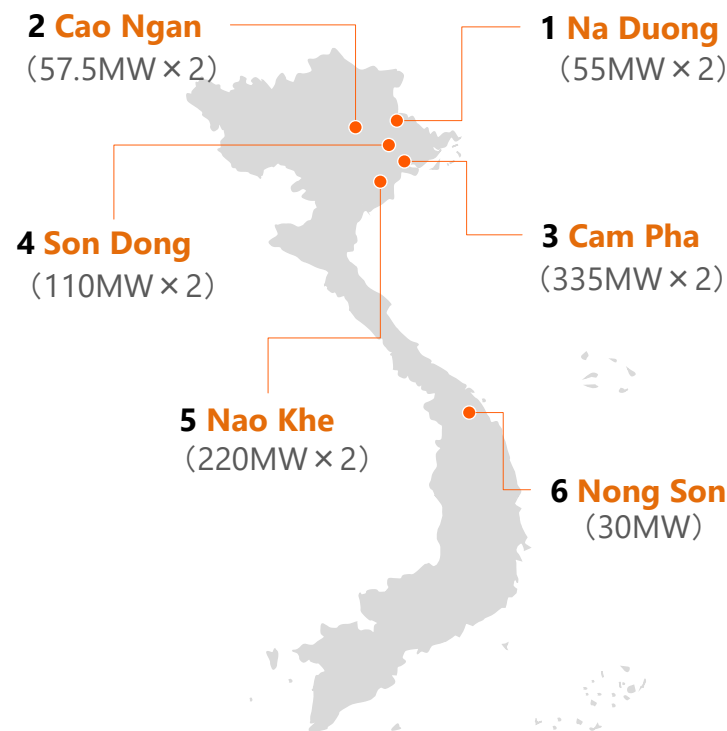 2 Cao Ngan
（57.5MW×2）
1 Na Duong
（55MW×2）
4 Son Dong
（110MW×2）
3 Cam Pha
（335MW×2）
5 Nao Khe
（220MW×2）
6 Nong Son
（30MW）